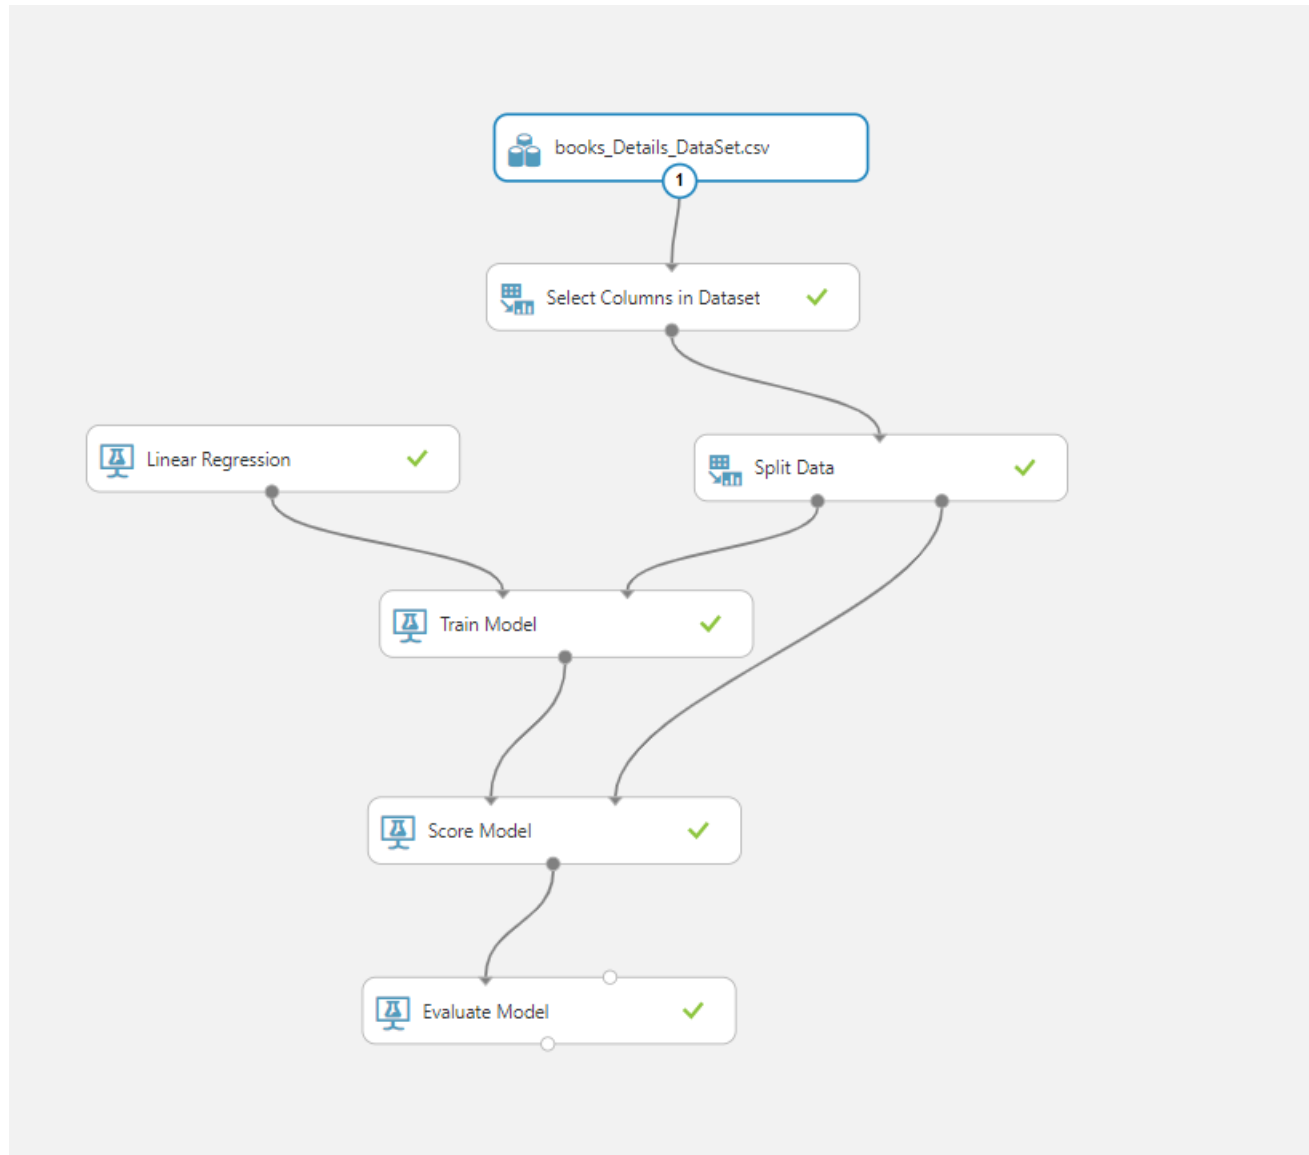 books_Details_DataSet.csv
1
Select Columns in Dataset
Linear Regression
Split Data
Train Model
Score Model
Evaluate Model